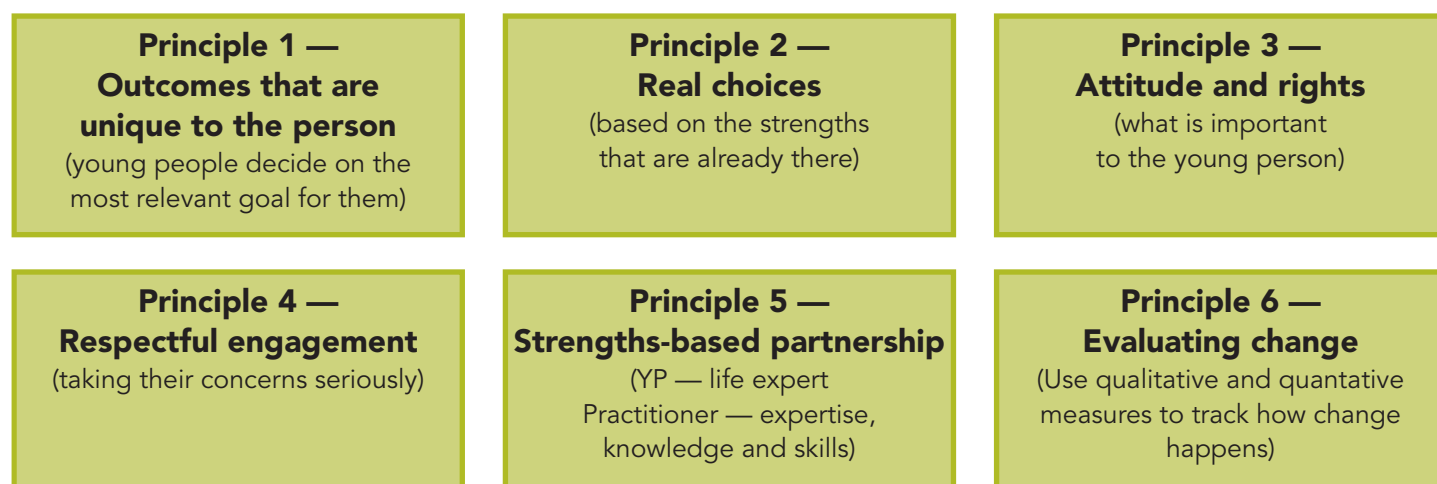 Principle 1 —
Outcomes that are
unique to the person
(young people decide on the
most relevant goal for them)
Principle 2 —
Real choices
(based on the strengths
that are already there)
Principle 3 —
Attitude and rights
(what is important
to the young person)
Principle 4 —
Respectful engagement
(taking their concerns seriously)
Principle 5 —
Strengths-based partnership
(YP — life expert
Practitioner — expertise,
knowledge and skills)
Principle 6 —
Evaluating change
(Use qualitative and quantative
measures to track how change
happens)